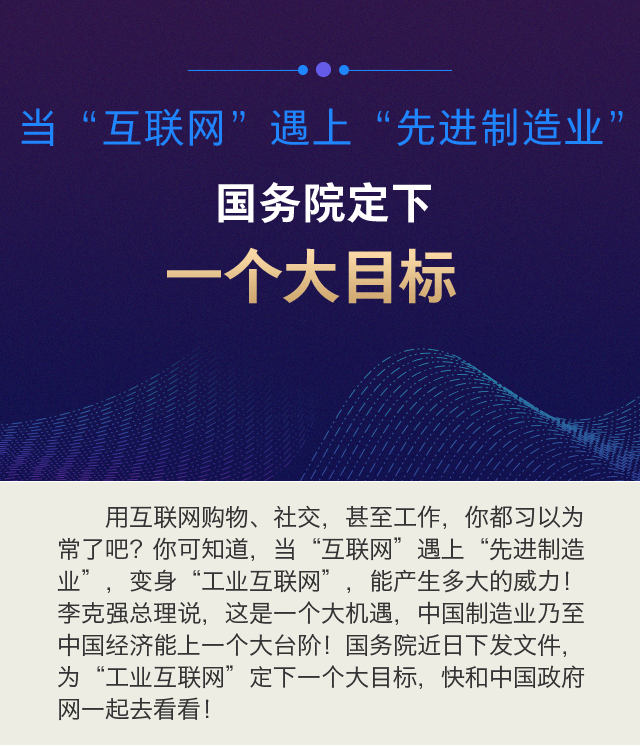 当“互联网”遇上“先进制造业”
国务院定下
一个大目标
用互联网购物、社交，甚至工作，你都习以为
常了吧？你可知道，当“互联网”遇上“先进制造
业”，变身“工业互联网”，能产生多大的威力！
李克强总理说，这是一个大机遇，中国制造业乃至
中国经济能上一个大台阶！国务院近日下发文件，
为“工业互联网”定下一个大目标，快和中国政府
网一起去看看！